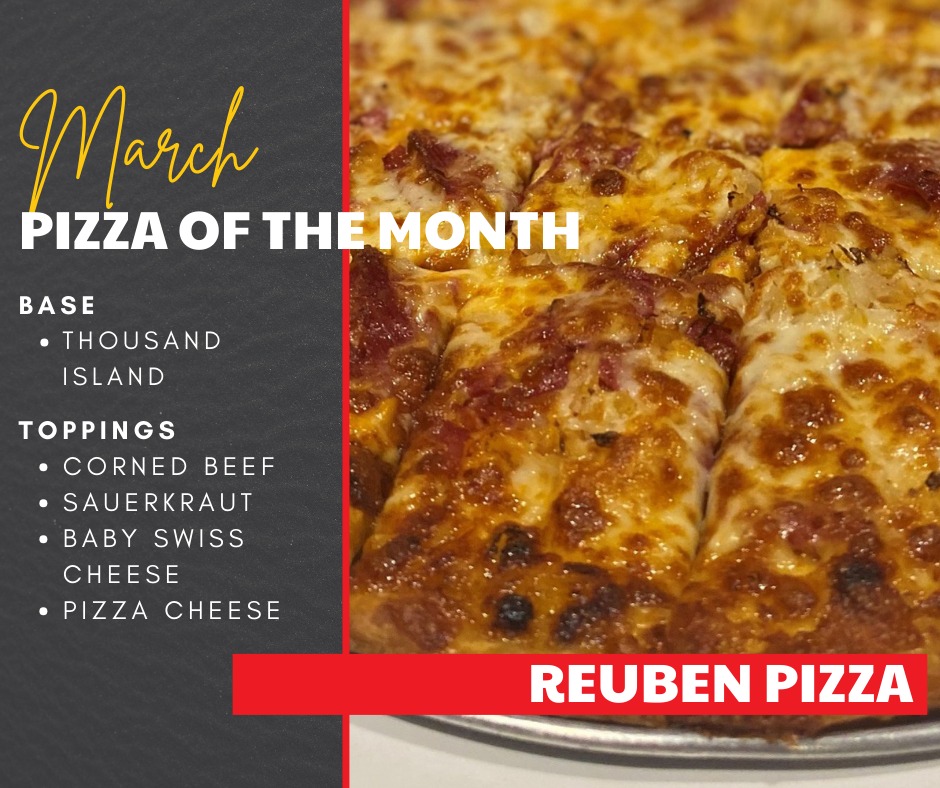 March
PIZZA OF THE MONTH
BASE
• THOUSAND
ISLAND
TOPPINGS
• CORNED BEEF
• SAUERKRAUT
• BABY SWISS
CHEESE
• PIZZA CHEESE
REUBEN PIZZA